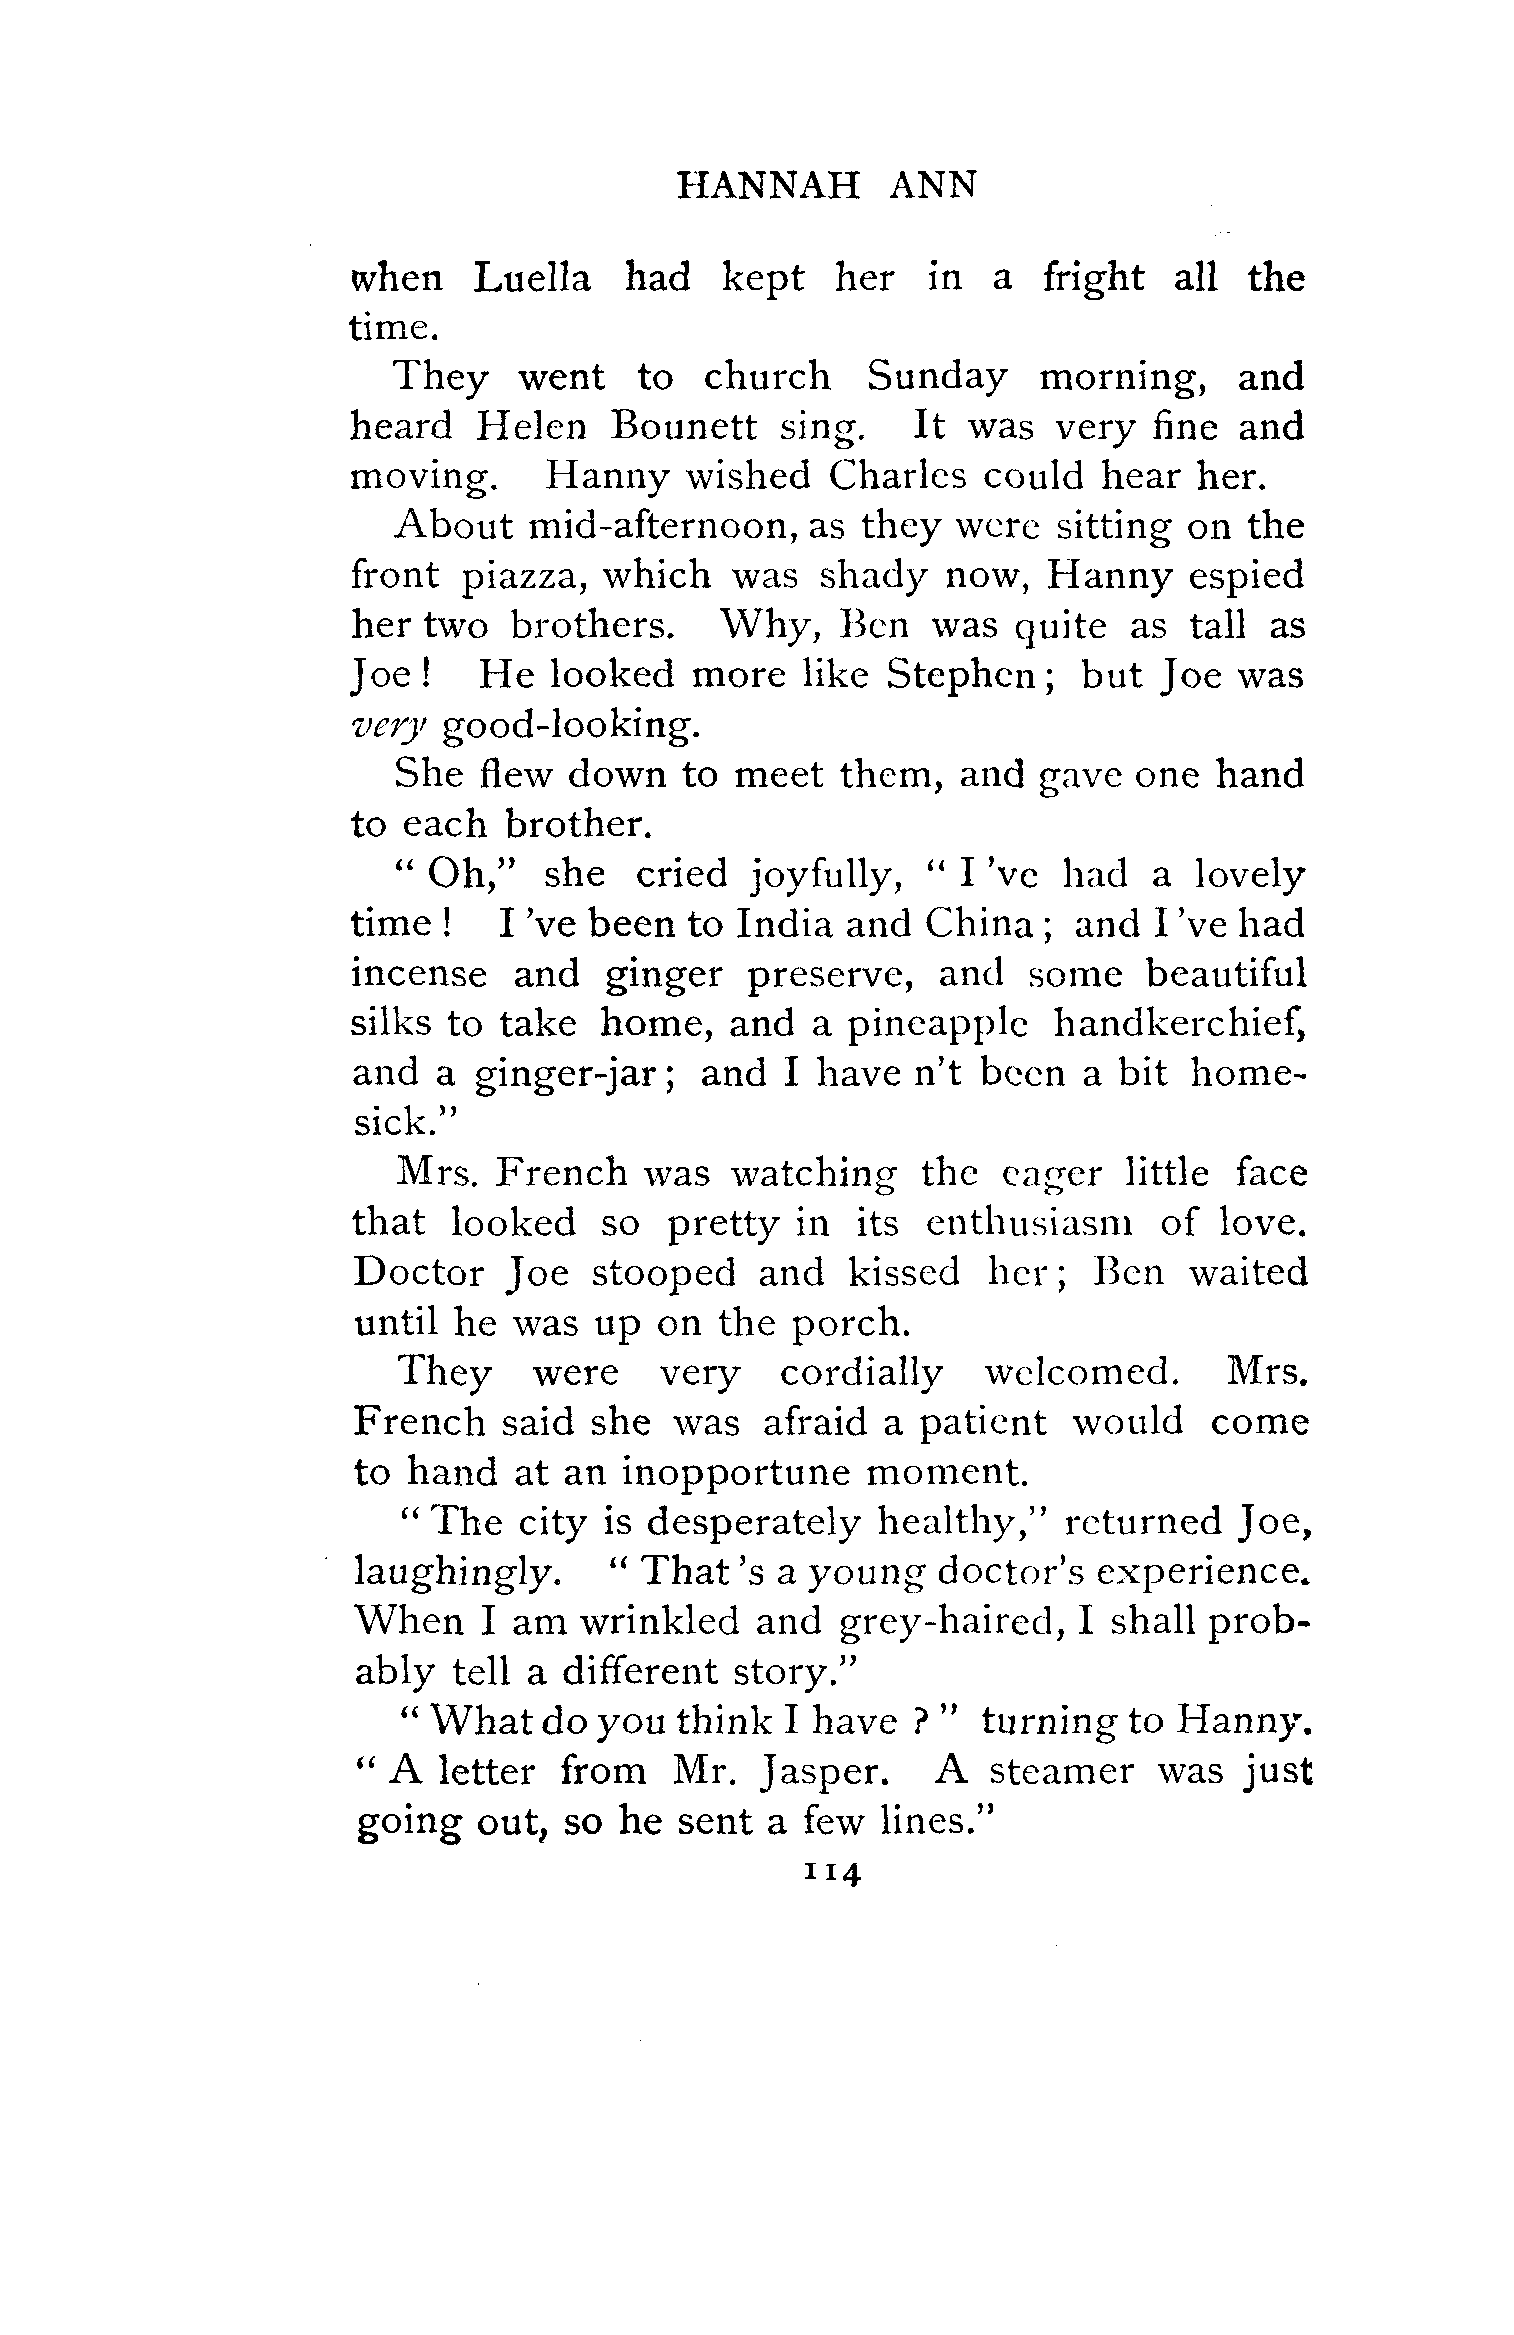 HANNAH ANN
when Luella had kept her in a fright all the
time.
They went to church Sunday morning, and
heard Helen Bounett sing. It was very fine and
moving. Hanny wished Charles could hear her.
About mid-afternoon, as they were sitting on the
front piazza, which was shady now, Hanny espied
her two brothers. Why, Ben was quite as tall as
Joe! He looked more like Stephen; but Joe was
very good-looking.
She flew down to meet them, and gave one hand
to each brother.
"Oh," she cried joyfully, "I 've had a lovely
time! I 've been to India and China; and I 've had
incense and ginger preserve, and some beautiful
silks to take home, and a pineapple handkerchief,
and a ginger-jar; and I have n't been a bit home-
sick."
Mrs. French was watching the eager little face
that looked so pretty in its enthusiasm of love.
Doctor Joe stooped and kissed her; Ben waited
until he was up on the porch.
They were very cordially welcomed. Mrs.
French said she was afraid a patient would come
to hand at an inopportune moment.
"The city is desperately healthy," returned Joe,
laughingly. "That 's a young doctor's experience.
When I am wrinkled and grey-haired, I shall prob-
ably tell a different story."
"What do you think I have?" turning to Hanny.
"A letter from Mr. Jasper. A steamer was just
going out, so he sent a few lines."
114